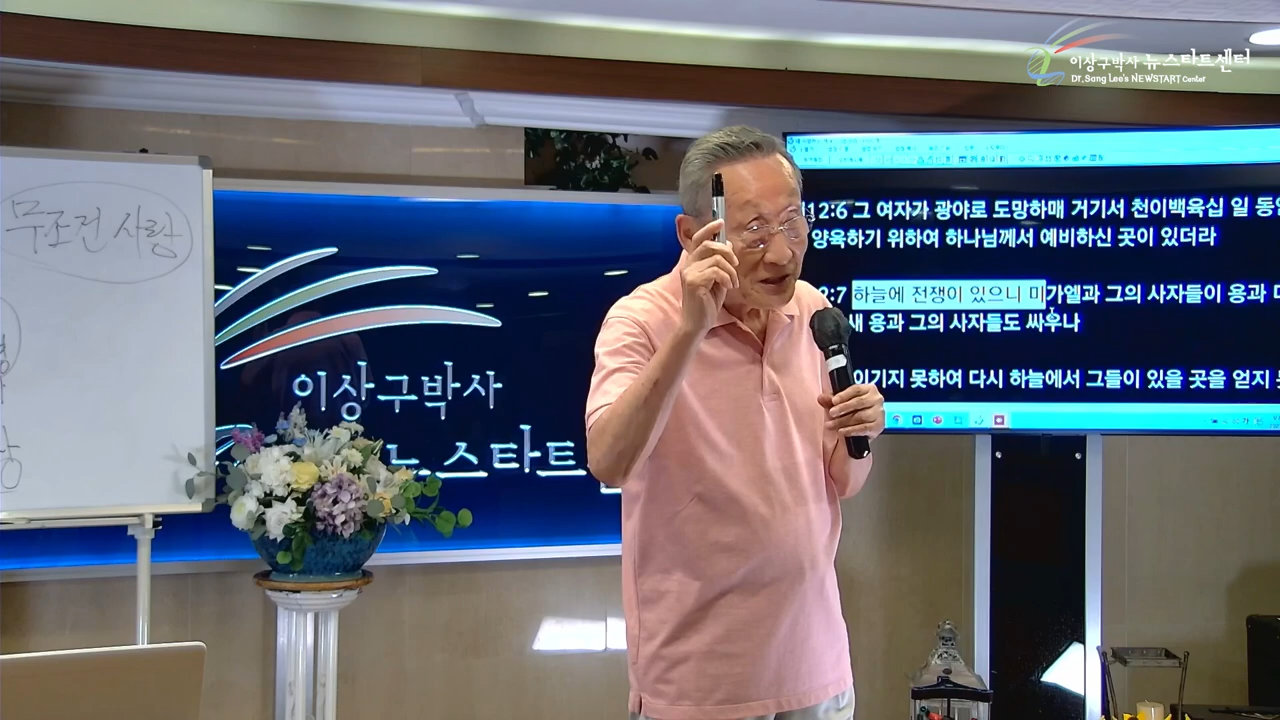 이상구박사 뉴스타트센터
Dr. Sang Lee's NEWSTART Center
무조건 사랑
이상구박사
뉴스타트
12:6 그 여자가 광야로 도망하매 거기서 천이백육십 일 동안
양육하기 위하여 하나님께서 예비하신 곳이 있더라
2:7 하늘에 전쟁이 있으니 미가엘과 그의 사자들이 용과
새 용과 그의 사자들도 싸우나
이기지 못하여 다시 하늘에서 그들이 있을 곳을 얻지